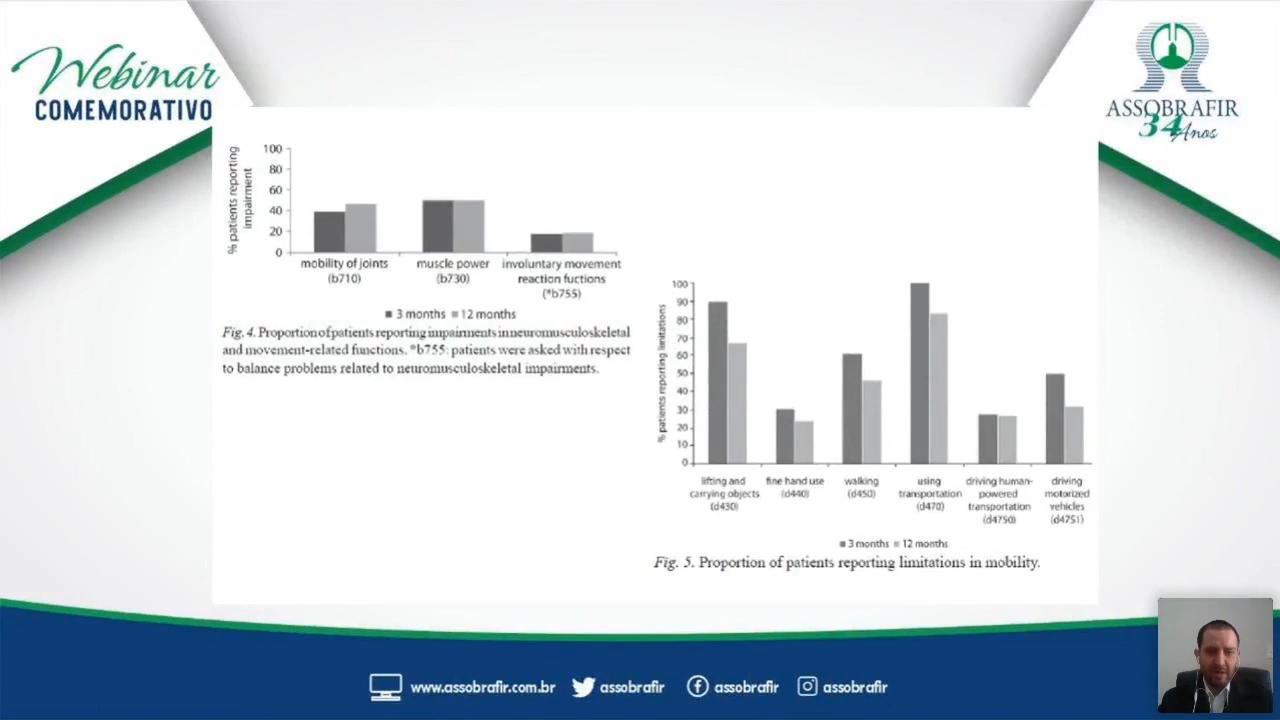 Webinar
COMEMORATIVO
ASSOBRAFIR
34 Anos
% patients reporting
impairment
100
80
60
40
20
0
mobility of joints
(b710)
muscle power
(b730)
involuntary movement
reaction fuctions
(*b755)
3 months 12 months
Fig. 4. Proportion of patients reporting impairments in neuromusculoskeletal
and movement-related functions. *b755: patients were asked with respect
to balance problems related to neuromusculoskeletal impairments.
% patients reporting limitations
100
90
80
70
60
50
40
30
20
10
0
lifting and
carrying objects
(d430)
fine hand use
(d440)
walking
(d450)
using
transportation
(d470)
driving human-
powered
transportation
(d4750)
driving
motorized
vehicles
(d4751)
3 months 12 months
Fig. 5. Proportion of patients reporting limitations in mobility.
www.assobrafir.com.br assobrafir assobrafir assobrafir